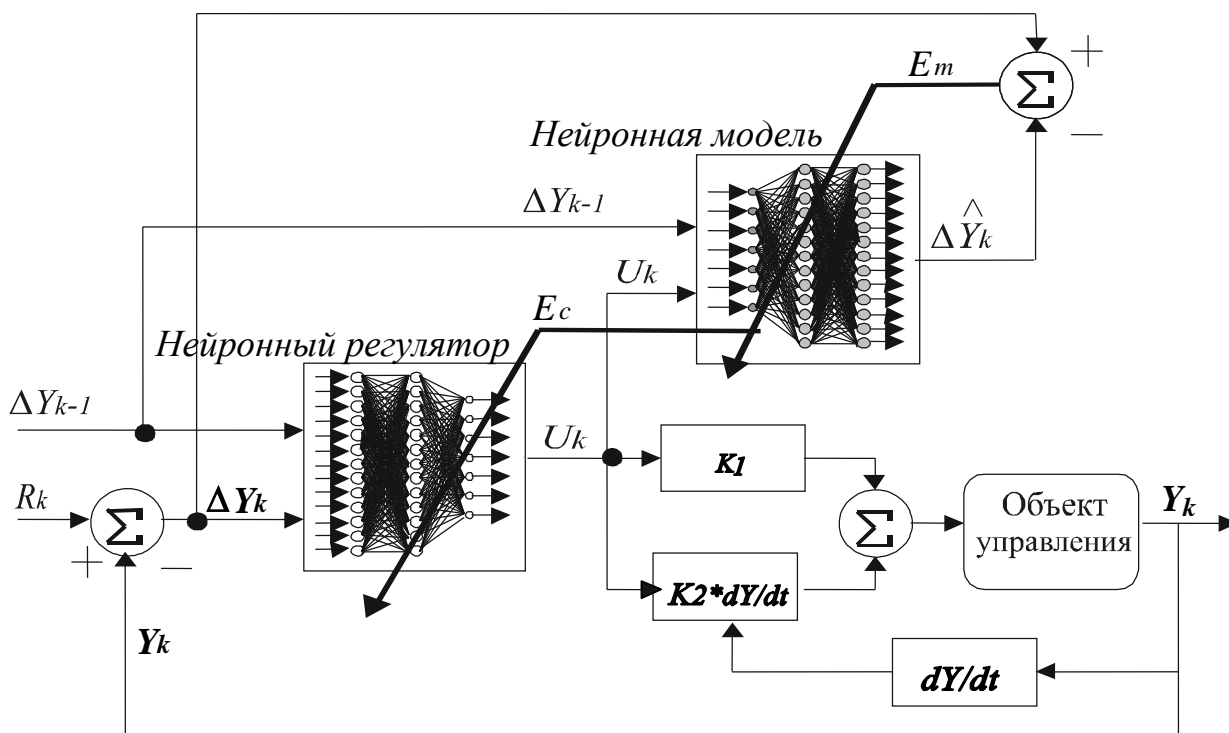 +
Em
Σ
−
Нейронная модель
ΔYk-1
ΔŶk
Uk
Ec
Нейронный регулятор
ΔYk-1
Uk
K1
Rk
Σ
ΔYk
Σ
Объект
управления
Yk
+
−
K2*dY/dt
Yk
dY/dt